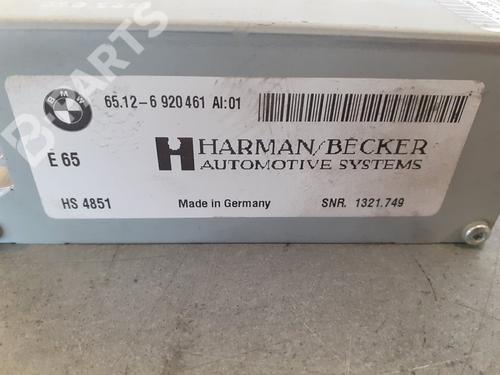 BMW
65.12-6 920 461 AI:01
E 65
HARMAN/BECKER
AUTOMOTIVE SYSTEMS
HS 4851
Made in Germany
SNR. 1321.749
B-PARTS